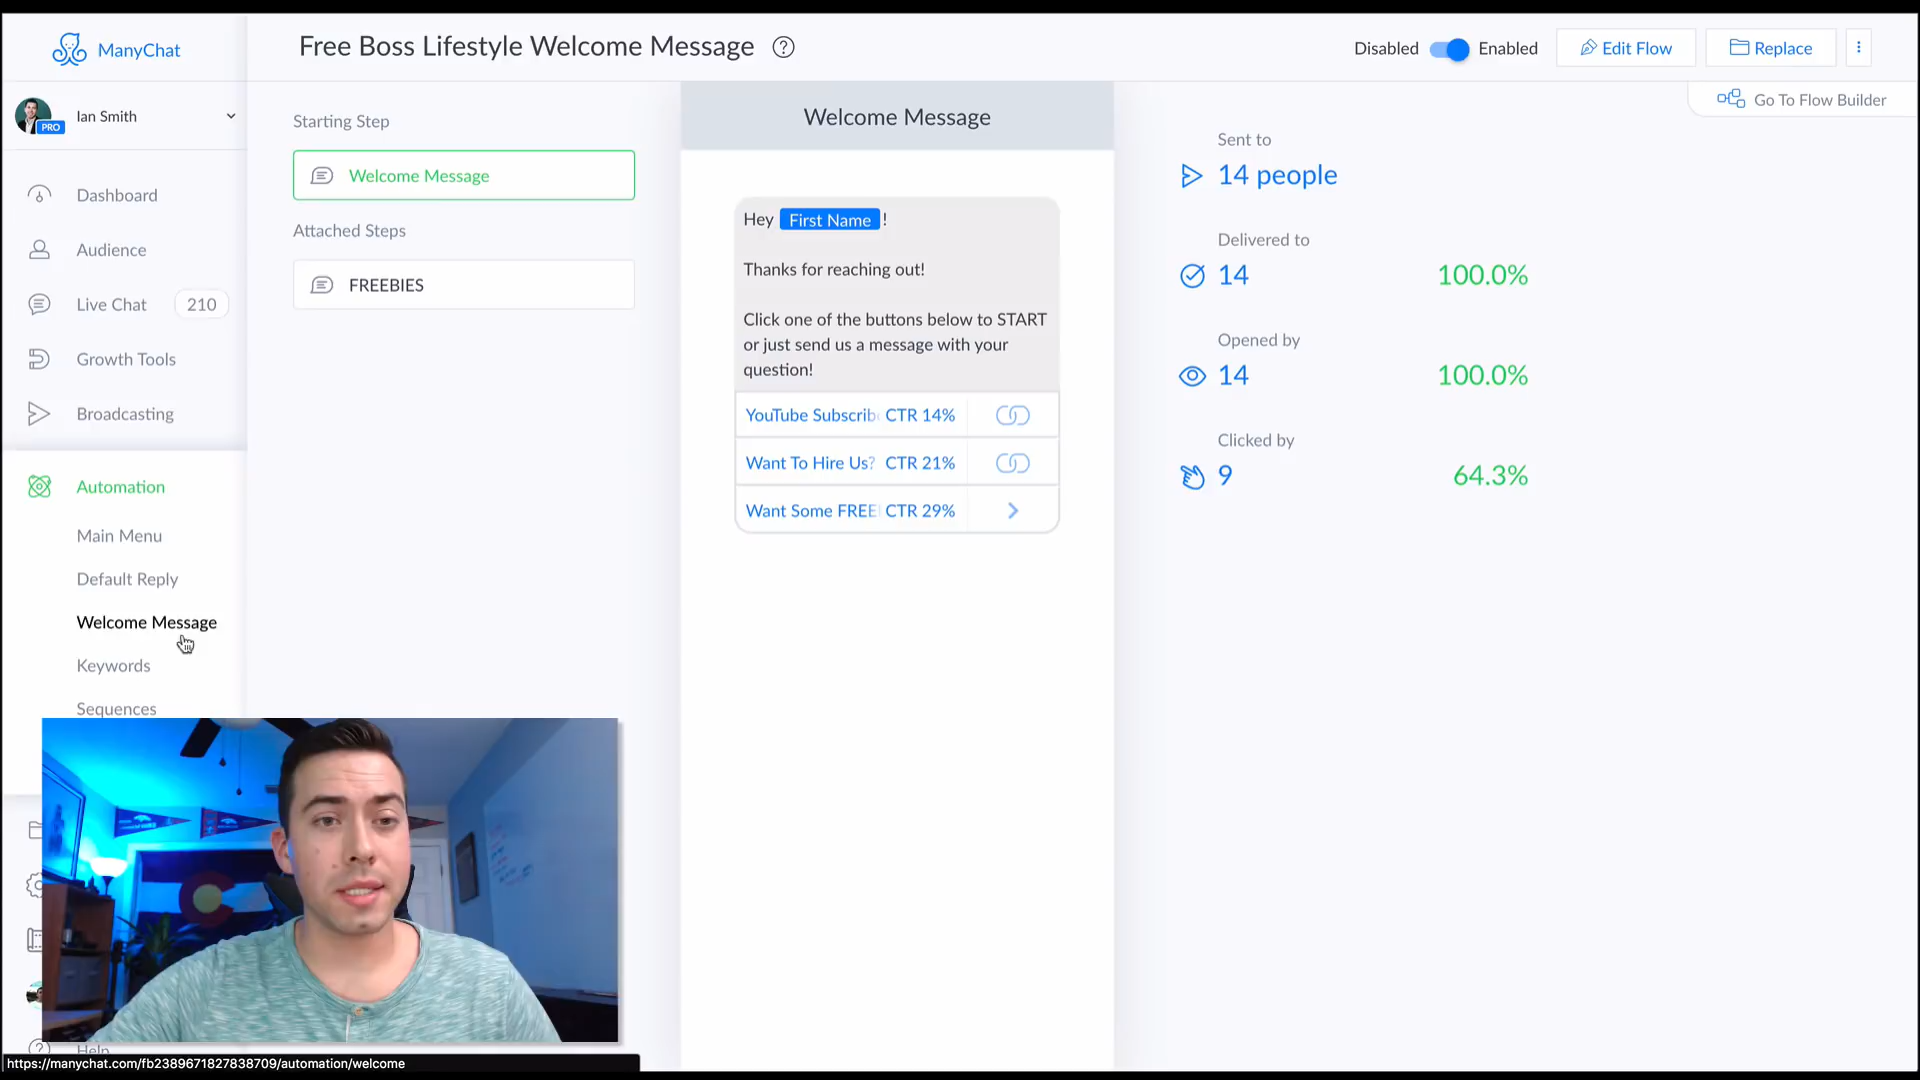 ManyChat
Free Boss Lifestyle Welcome Message ?
Disabled Enabled
Edit Flow
Replace
Go To Flow Builder
PRO
Ian Smith
Dashboard
Audience
Live Chat 210
Growth Tools
Broadcasting
Automation
Main Menu
Default Reply
Welcome Message
Keywords
Sequences
Help
Starting Step
Welcome Message
Attached Steps
FREEBIES
Welcome Message
Hey First Name !
Thanks for reaching out!
Click one of the buttons below to START
or just send us a message with your
question!
YouTube Subscrib CTR 14%
Want To Hire Us? CTR 21%
Want Some FREE CTR 29%
Sent to
14 people
Delivered to
14 100.0%
Opened by
14 100.0%
Clicked by
9 64.3%
https://manychat.com/fb2389671827838709/automation/welcome